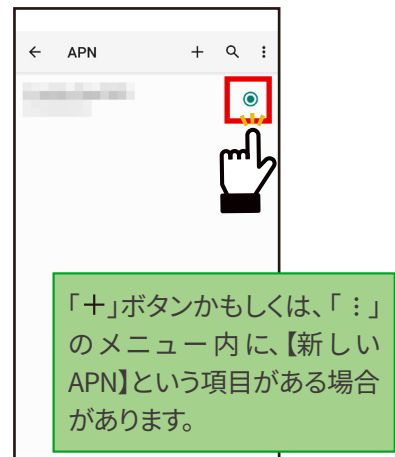 ← APN + ⋮
「＋」ボタンかもしくは、「⋮」
のメニュー内に、【新しい
APN】という項目がある場合
があります。